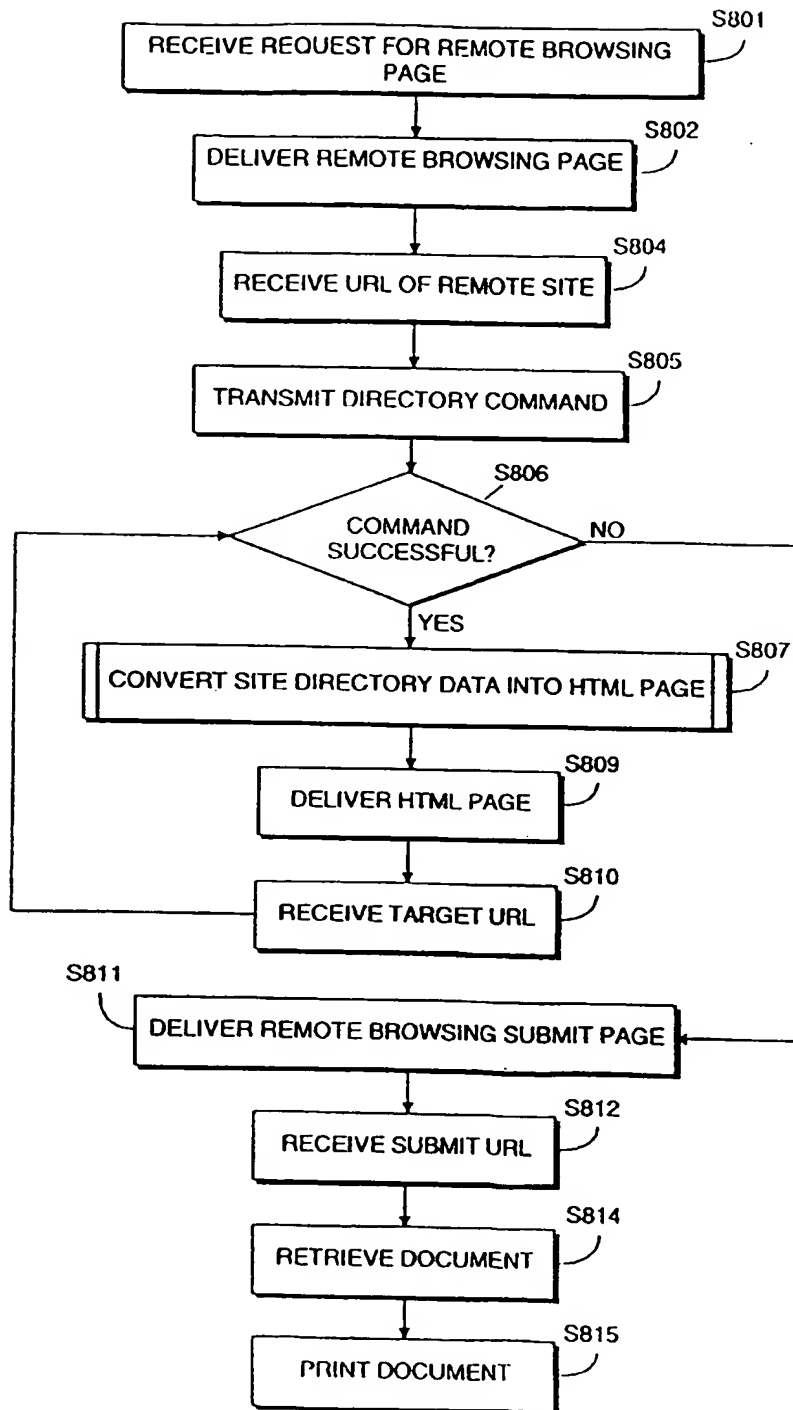 S801
RECEIVE REQUEST FOR REMOTE BROWSING
PAGE
S802
DELIVER REMOTE BROWSING PAGE
S804
RECEIVE URL OF REMOTE SITE
S805
TRANSMIT DIRECTORY COMMAND
S806
COMMAND
SUCCESSFUL?
NO
YES
S807
CONVERT SITE DIRECTORY DATA INTO HTML PAGE
S809
DELIVER HTML PAGE
S810
RECEIVE TARGET URL
S811
DELIVER REMOTE BROWSING SUBMIT PAGE
S812
RECEIVE SUBMIT URL
S814
RETRIEVE DOCUMENT
S815
PRINT DOCUMENT